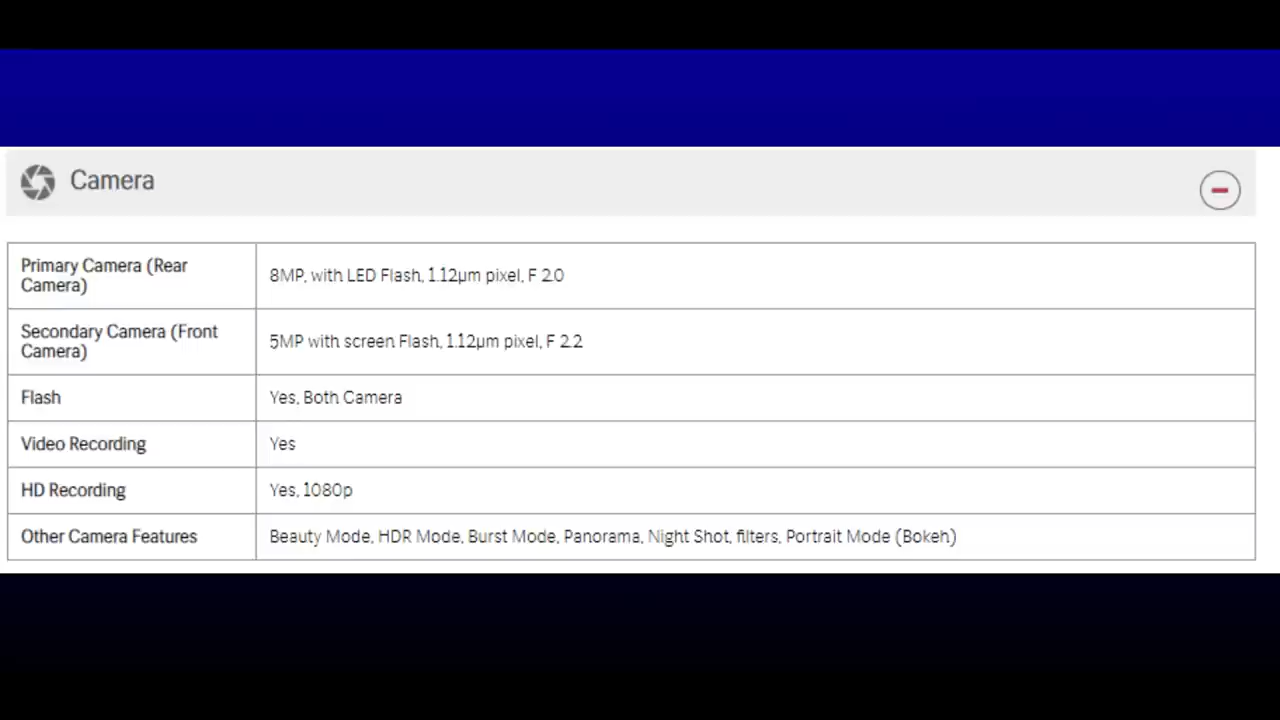 Camera
Primary Camera (Rear
Camera)
8MP, with LED Flash, 1.12µm pixel, F 2.0
Secondary Camera (Front
Camera)
5MP with screen Flash, 1.12µm pixel, F 2.2
Flash
Yes, Both Camera
Video Recording
Yes
HD Recording
Yes, 1080p
Other Camera Features
Beauty Mode, HDR Mode, Burst Mode, Panorama, Night Shot, filters, Portrait Mode (Bokeh)